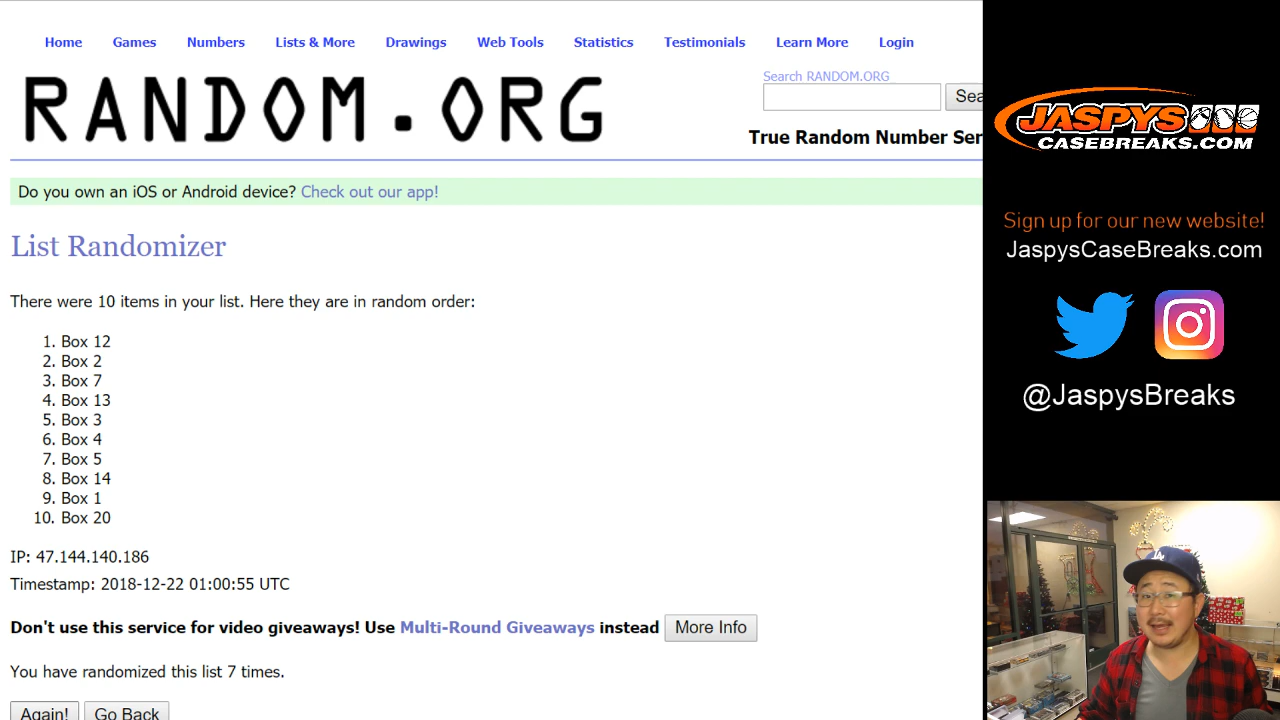 Home Games Numbers Lists & More Drawings Web Tools Statistics Testimonials Learn More Login
RANDOM.ORG
Search RANDOM.ORG
Sea
True Random Number Ser
Do you own an iOS or Android device? Check out our app!
List Randomizer
There were 10 items in your list. Here they are in random order:
1. Box 12
2. Box 2
3. Box 7
4. Box 13
5. Box 3
6. Box 4
7. Box 5
8. Box 14
9. Box 1
10. Box 20
IP: 47.144.140.186
Timestamp: 2018-12-22 01:00:55 UTC
Don't use this service for video giveaways! Use Multi-Round Giveaways instead More Info
You have randomized this list 7 times.
Again! Go Back
JASPYS
CASEBREAKS.COM
Sign up for our new website!
JaspysCaseBreaks.com
@JaspysBreaks
LA